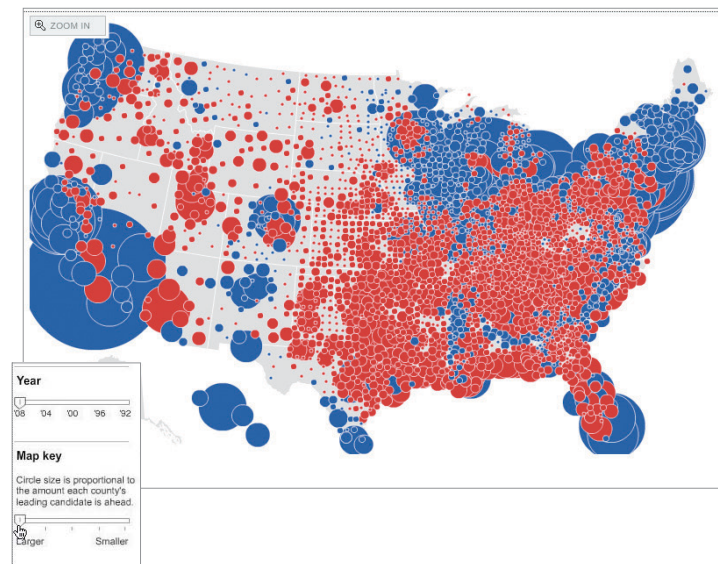 ZOOM IN
Year
'08 '04 '00 '96 '92
Map key
Circle size is proportional to
the amount each county's
leading candidate is ahead.
Larger Smaller